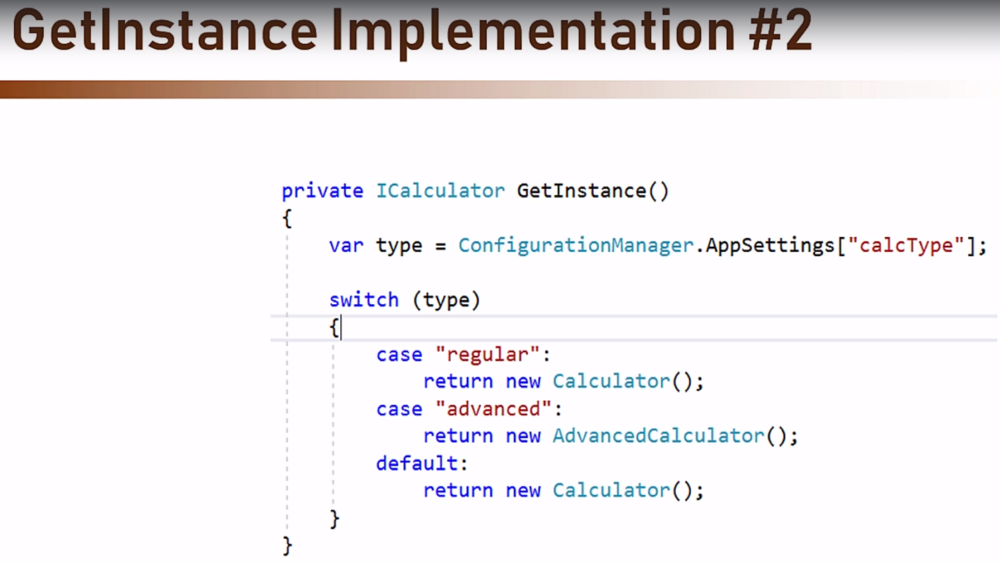 GetInstance Implementation #2
private ICalculator GetInstance()
{
var type = ConfigurationManager.AppSettings["calcType"];
switch (type)
{
case "regular":
return new Calculator();
case "advanced":
return new AdvancedCalculator();
default:
return new Calculator();
}
}